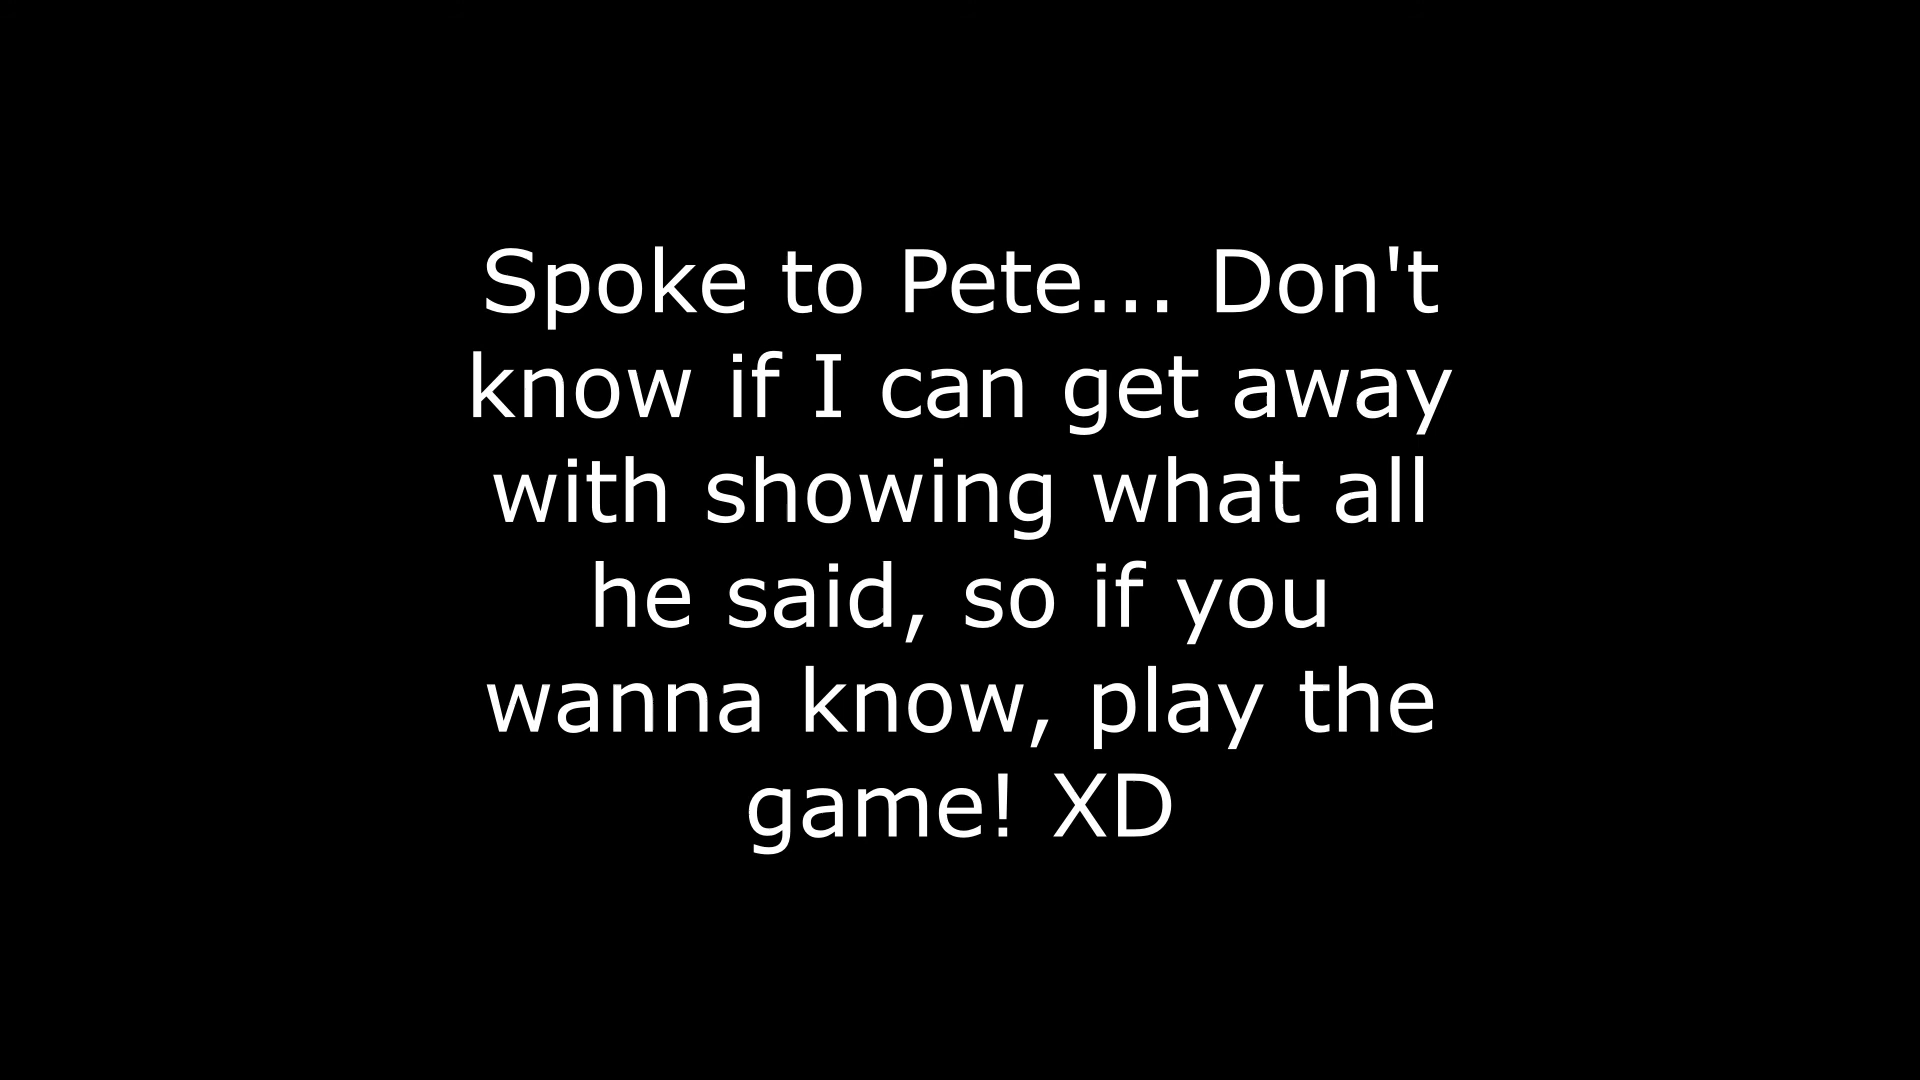 Spoke to Pete... Don't
know if I can get away
with showing what all
he said, so if you
wanna know, play the
game! XD